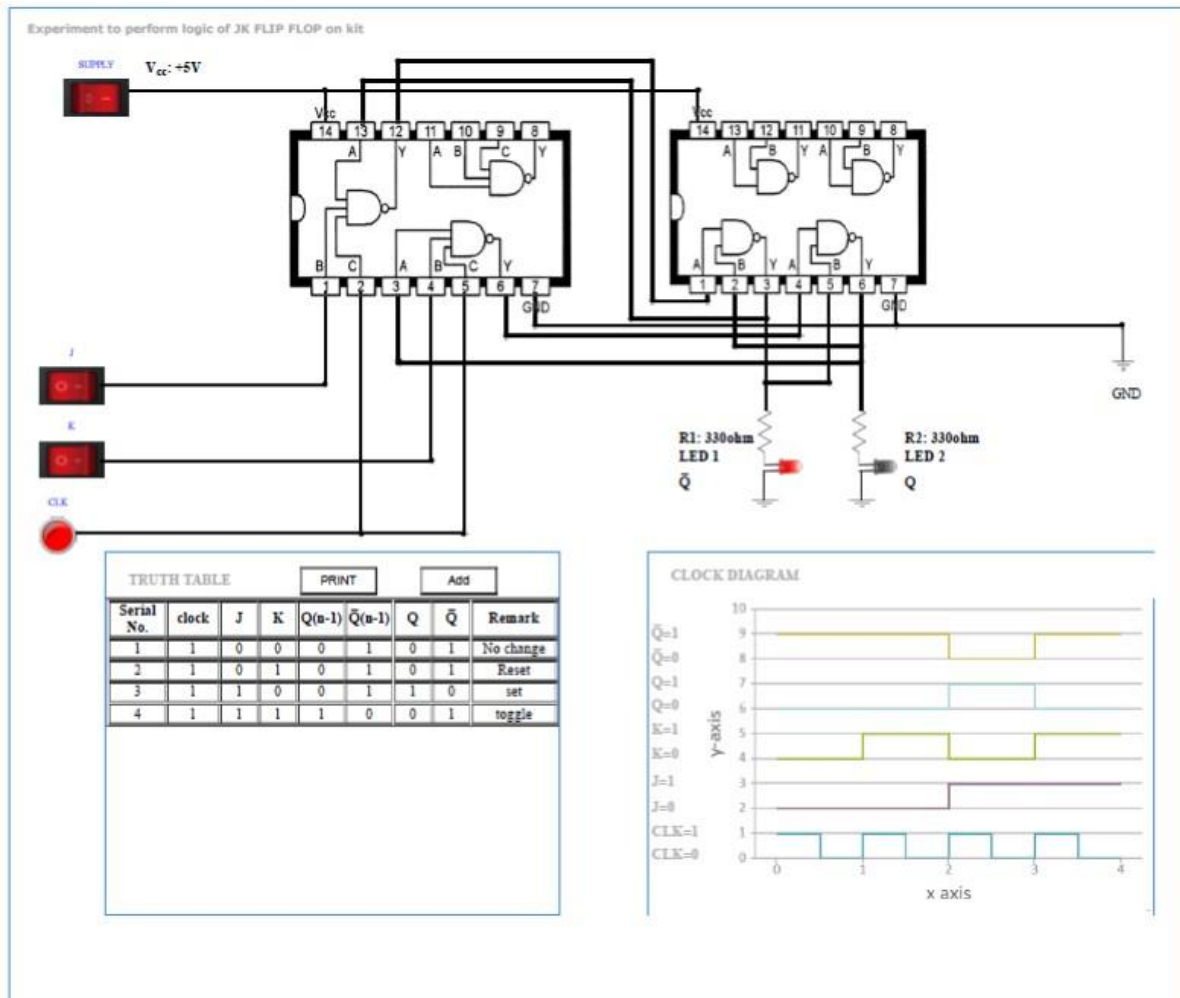 Experiment to perform logic of JK FLIP FLOP on kit
SUPPLY
Vcc: +5V
Vcc
14 13 12 11 10 9 8
A Y A B C Y
B C A B C Y
1 2 3 4 5 6 7
GND
Vcc
14 13 12 11 10 9 8
A B Y A B Y
A B Y A B Y
1 2 3 4 5 6 7
GND
J
K
CLK
GND
R1: 330ohm
LED 1
Q̄
R2: 330ohm
LED 2
Q
TRUTH TABLE PRINT Add
Serial No. clock J K Q(n-1) Q̄(n-1) Q Q̄ Remark
1 1 0 0 0 1 0 1 No change
2 1 0 1 0 1 0 1 Reset
3 1 1 0 0 1 1 0 set
4 1 1 1 1 0 0 1 toggle
CLOCK DIAGRAM
10
Q̄=1 9
Q̄=0 8
Q=1 7
Q=0 6
K=1 5
K=0 4
J=1 3
J=0 2
CLK=1 1
CLK=0 0
y-axis
0 1 2 3 4
x axis